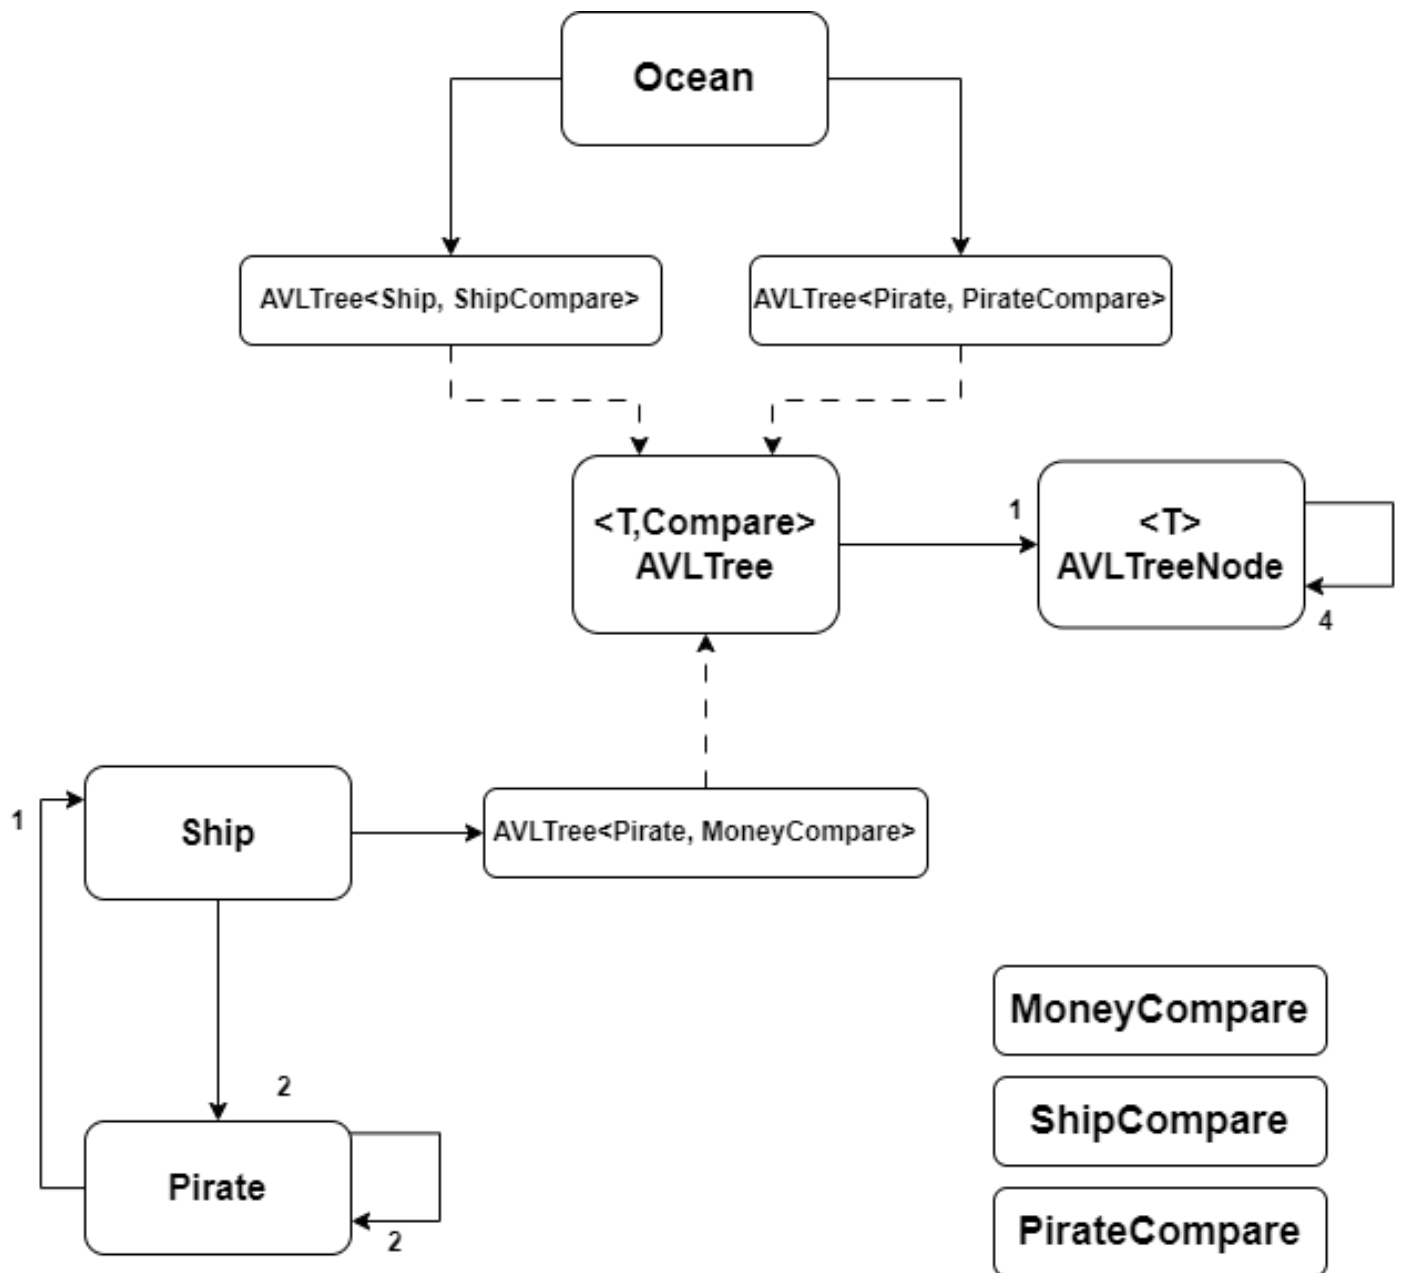 Ocean
AVLTree<Ship, ShipCompare>
AVLTree<Pirate, PirateCompare>
<T,Compare>
AVLTree
1
<T>
AVLTreeNode
4
1
Ship
AVLTree<Pirate, MoneyCompare>
2
Pirate
2
MoneyCompare
ShipCompare
PirateCompare